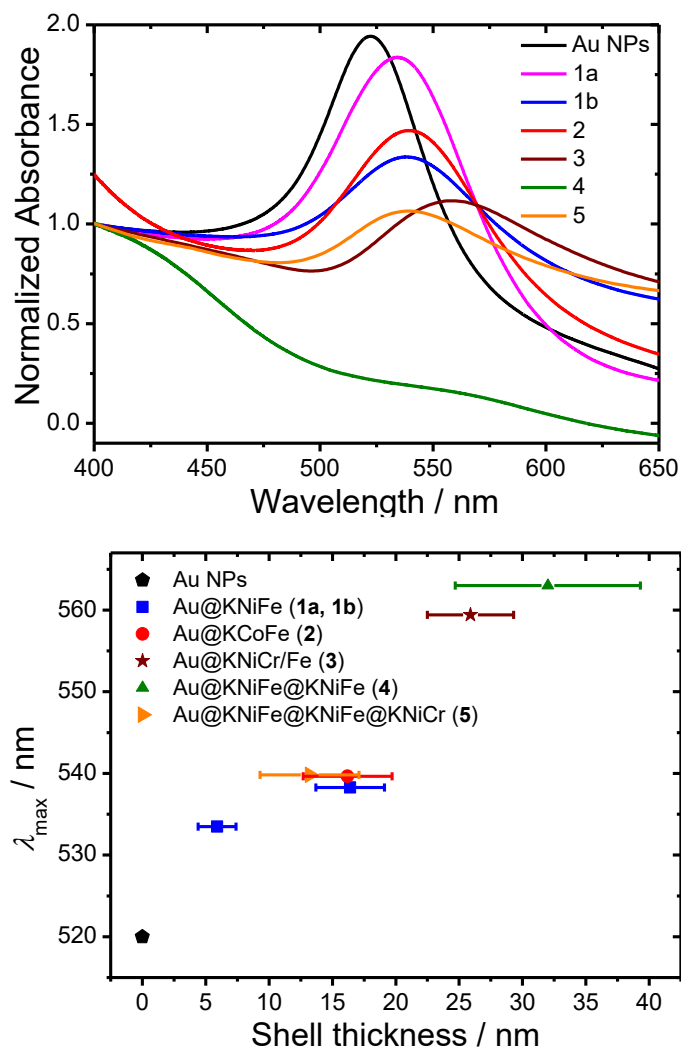 2.0
1.5
1.0
0.5
0.0
Normalized Absorbance
Au NPs
1a
1b
2
3
4
5
400 450 500 550 600 650
Wavelength / nm
560
550
540
530
520
λmax / nm
Au NPs
Au@KNiFe (1a, 1b)
Au@KCoFe (2)
Au@KNiCr/Fe (3)
Au@KNiFe@KNiFe (4)
Au@KNiFe@KNiFe@KNiCr (5)
0 5 10 15 20 25 30 35 40
Shell thickness / nm